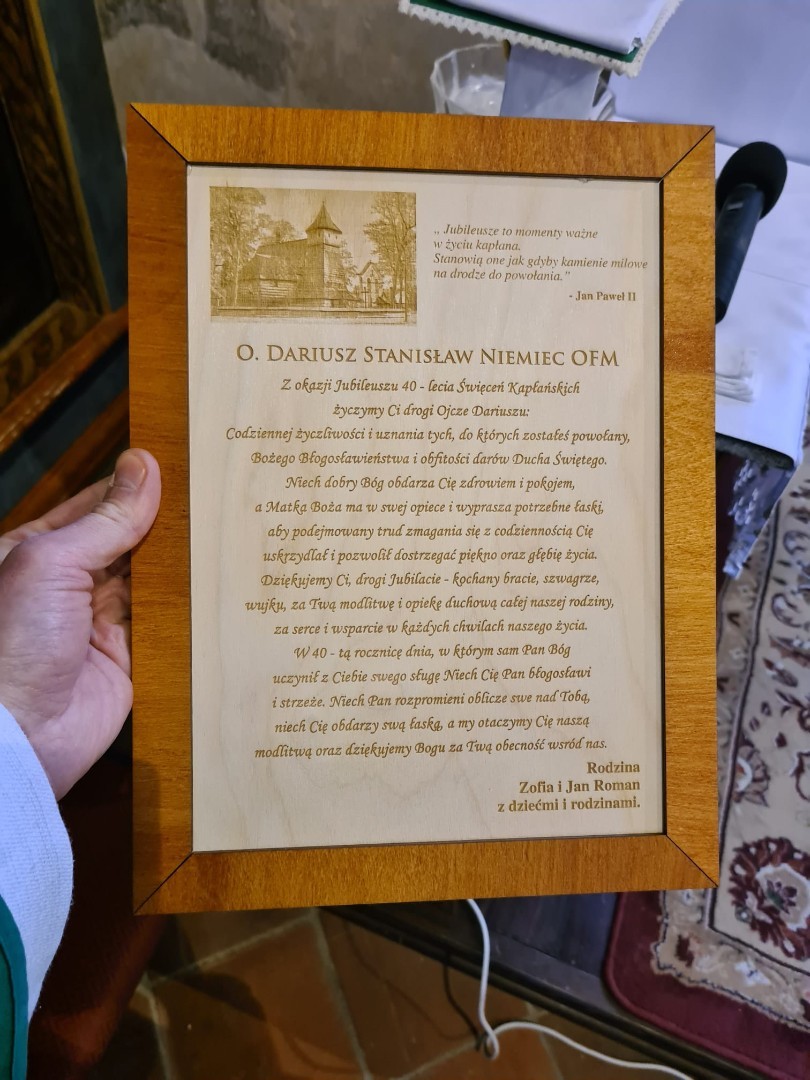 „ Jubileusze to momenty ważne
w życiu kapłana.
Stanowią one jak gdyby kamienie milowe
na drodze do powołania."
- Jan Paweł II
O. DARIUSZ STANISŁAW NIEMIEC OFM
Z okazji Jubileuszu 40 - lecia Święceń Kapłańskich
życzymy Ci drogi Ojcze Dariuszu:
Codziennej życzliwości i uznania tych, do których zostałeś powołany,
Bożego Błogosławieństwa i obfitości darów Ducha Świętego.
Niech dobry Bóg obdarza Cię zdrowiem i pokojem,
a Matka Boża ma w swej opiece i wyprasza potrzebne łaski,
aby podejmowany trud zmagania się z codziennością Cię
uskrzydlał i pozwolił dostrzegać piękno oraz głębię życia.
Dziękujemy Ci, drogi Jubilacie - kochany bracie, szwagrze,
wujku, za Twą modlitwę i opiekę duchową całej naszej rodziny,
za serce i wsparcie w każdych chwilach naszego życia.
W 40 - tą rocznicę dnia, w którym sam Pan Bóg
uczynił z Ciebie swego sługę Niech Cię Pan błogosławi
i strzeże. Niech Pan rozpromieni oblicze swe nad Tobą,
niech Cię obdarzy swą łaską, a my otaczymy Cię naszą
modlitwą oraz dziękujemy Bogu za Twą obecność wsród nas.
Rodzina
Zofia i Jan Roman
z dziećmi i rodzinami.